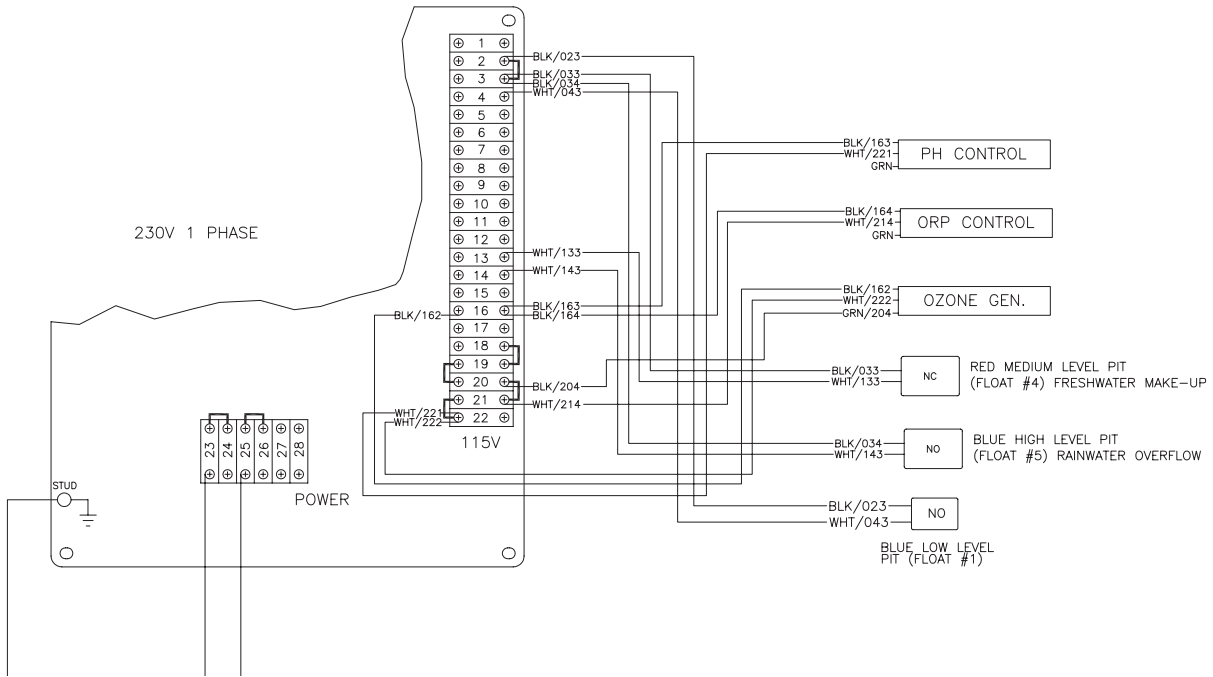 1
2
3
4
5
6
7
8
9
10
11
12
13
14
15
16
17
18
19
20
21
22
115V
BLK/023
BLK/033
BLK/034
WHT/043
WHT/133
WHT/143
BLK/163
BLK/164
BLK/162
BLK/204
WHT/214
WHT/221
WHT/222
230V 1 PHASE
23
24
25
26
27
28
POWER
STUD
BLK/163
WHT/221
GRN
PH CONTROL
BLK/164
WHT/214
GRN
ORP CONTROL
BLK/162
WHT/222
GRN/204
OZONE GEN.
BLK/033
WHT/133
NC
RED MEDIUM LEVEL PIT
(FLOAT #4) FRESHWATER MAKE-UP
BLK/034
WHT/143
NO
BLUE HIGH LEVEL PIT
(FLOAT #5) RAINWATER OVERFLOW
BLK/023
WHT/043
NO
BLUE LOW LEVEL
PIT (FLOAT #1)